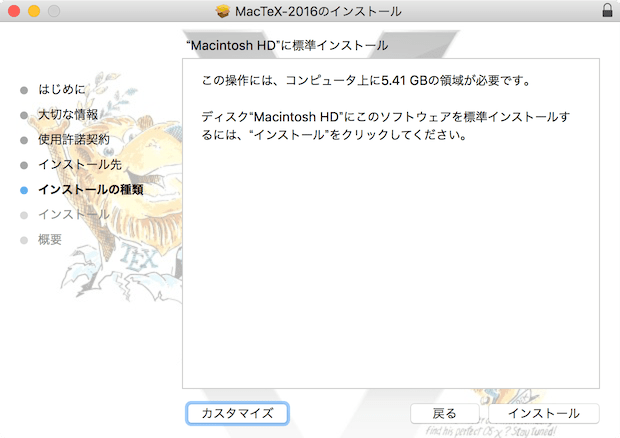 MacTeX-2016のインストール
"Macintosh HD"に標準インストール
はじめに
大切な情報
使用許諾契約
インストール先
インストールの種類
インストール
概要
この操作には、コンピュータ上に5.41 GBの領域が必要です。
ディスク"Macintosh HD"にこのソフトウェアを標準インストールす
るには、"インストール"をクリックしてください。
TEX
find his perfect OS X? Stay tuned!
カスタマイズ
戻る
インストール